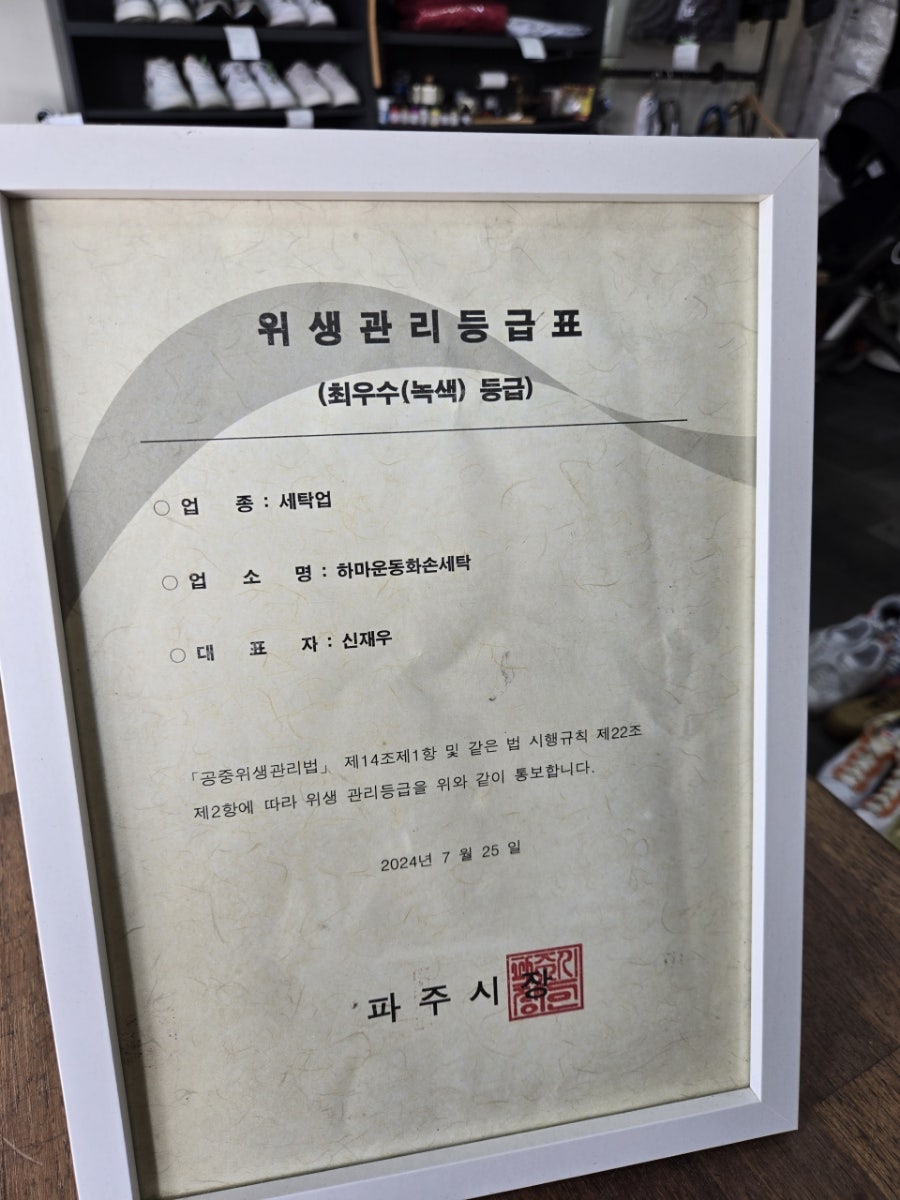 위생관리등급표
(최우수(녹색) 등급)
○ 업 종 : 세탁업
○ 업 소 명 : 하마운동화손세탁
○ 대 표 자 : 신재우
「공중위생관리법」 제14조제1항 및 같은 법 시행규칙 제22조
제2항에 따라 위생 관리등급을 위와 같이 통보합니다.
2024년 7 월 25 일
파 주 시 장